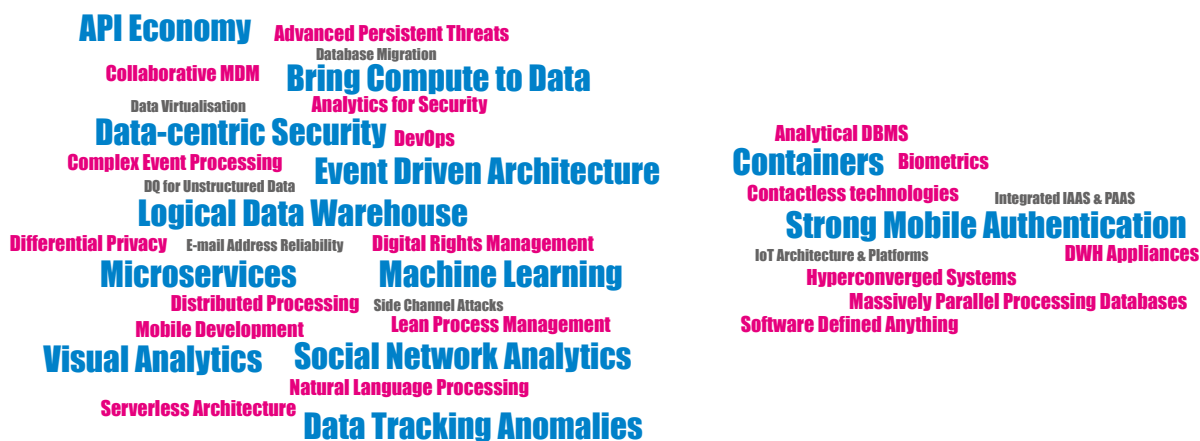 API Economy
Advanced Persistent Threats
Database Migration
Collaborative MDM
Bring Compute to Data
Data Virtualisation
Analytics for Security
Data-centric Security
DevOps
Complex Event Processing
Event Driven Architecture
DQ for Unstructured Data
Logical Data Warehouse
Differential Privacy
E-mail Address Reliability
Digital Rights Management
Microservices
Machine Learning
Distributed Processing
Side Channel Attacks
Mobile Development
Lean Process Management
Visual Analytics
Social Network Analytics
Natural Language Processing
Serverless Architecture
Data Tracking Anomalies
Analytical DBMS
Containers
Biometrics
Contactless technologies
Integrated IAAS & PAAS
Strong Mobile Authentication
IoT Architecture & Platforms
DWH Appliances
Hyperconverged Systems
Massively Parallel Processing Databases
Software Defined Anything